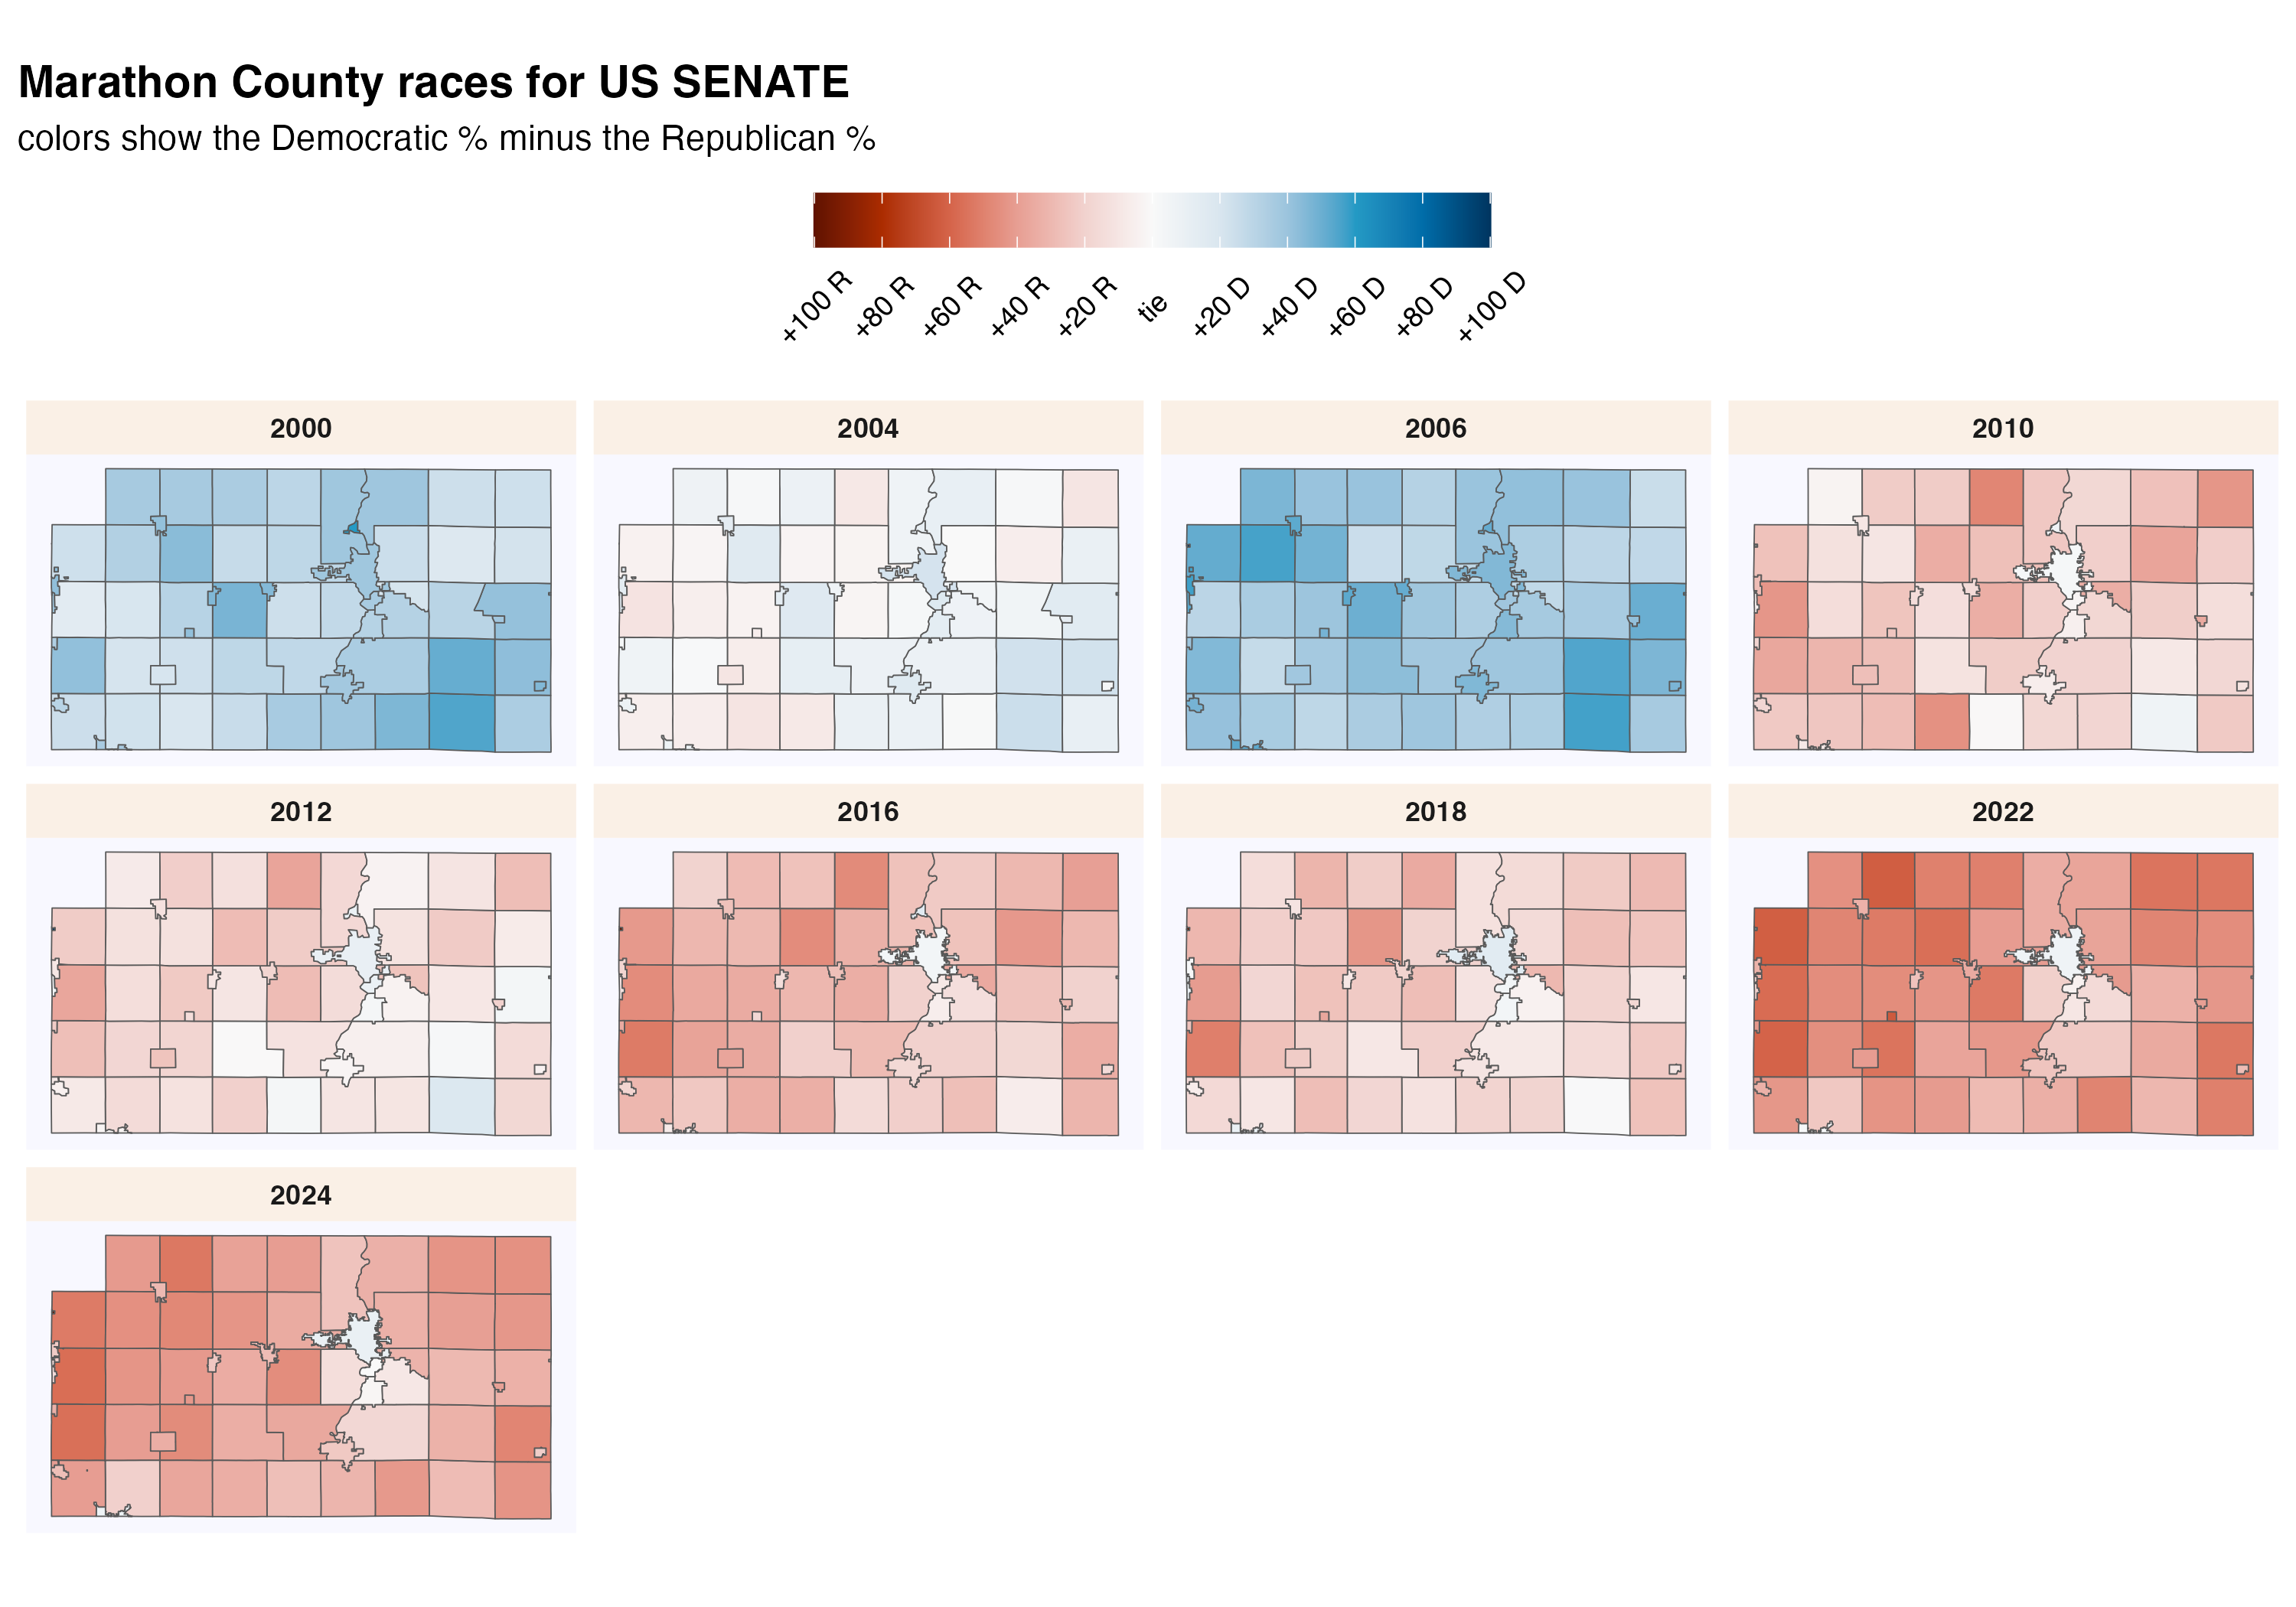 Marathon County races for US SENATE
colors show the Democratic % minus the Republican %
+100 R +80 R +60 R +40 R +20 R tie +20 D +40 D +60 D +80 D +100 D
2000 2004 2006 2010
2012 2016 2018 2022
2024